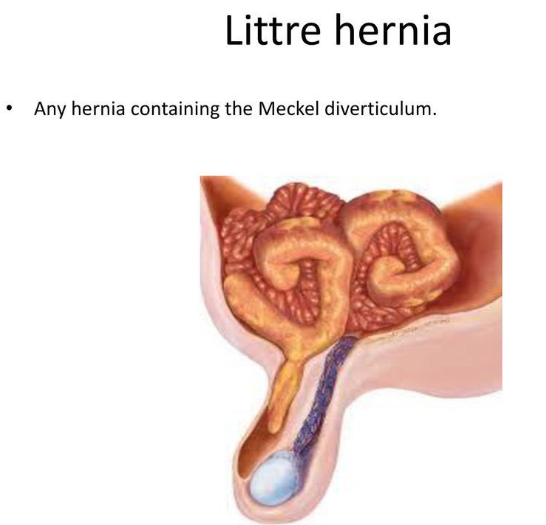 Littre hernia
• Any hernia containing the Meckel diverticulum.